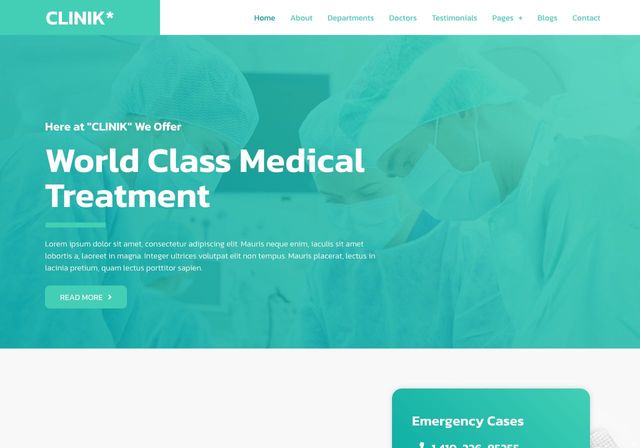 CLINIK*
Home About Departments Doctors Testimonials Pages + Blogs Contact
Here at "CLINIK" We Offer
World Class Medical
Treatment
Lorem ipsum dolor sit amet, consectetur adipiscing elit. Mauris neque enim, iaculis sit amet
lobortis a, laoreet in magna. Integer ultrices volutpat elit non tempus. Mauris placerat, lectus in
lacinia pretium, quam lectus porttitor sapien.
READ MORE
Emergency Cases